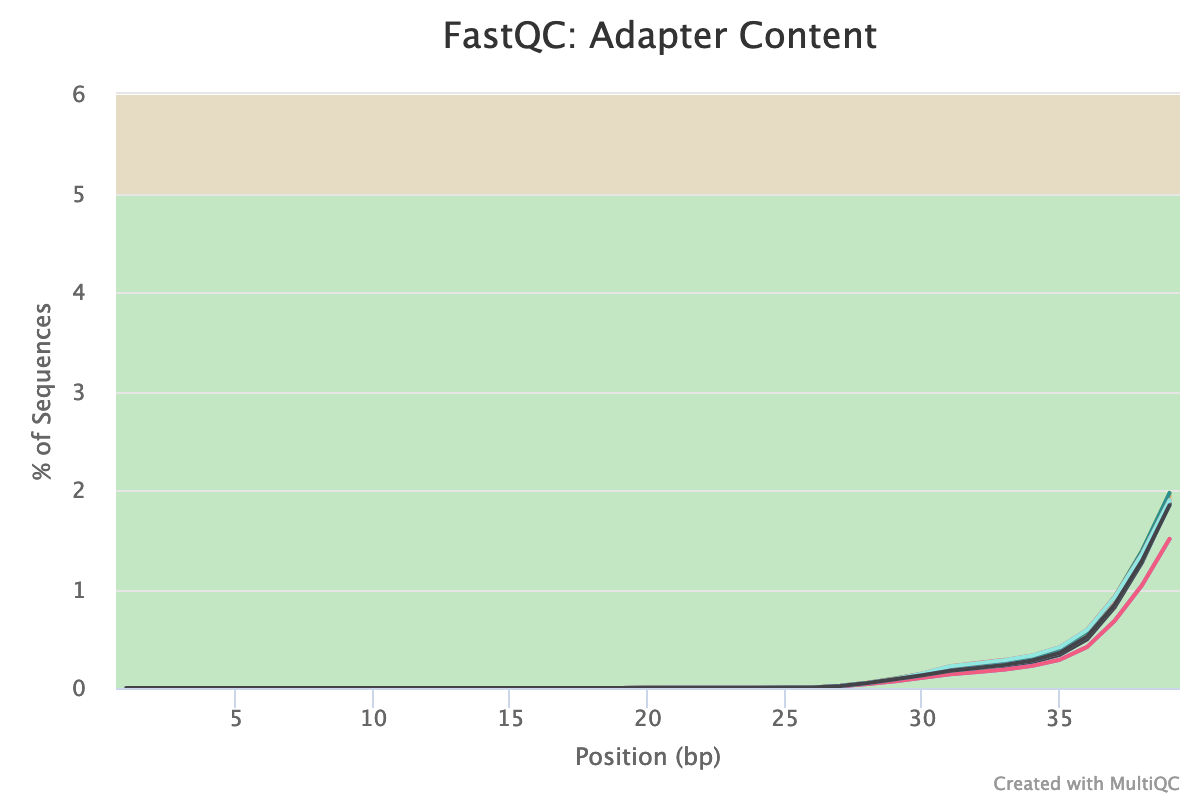 FastQC: Adapter Content
6
5
4
3
2
1
0
% of Sequences
5 10 15 20 25 30 35
Position (bp)
Created with MultiQC